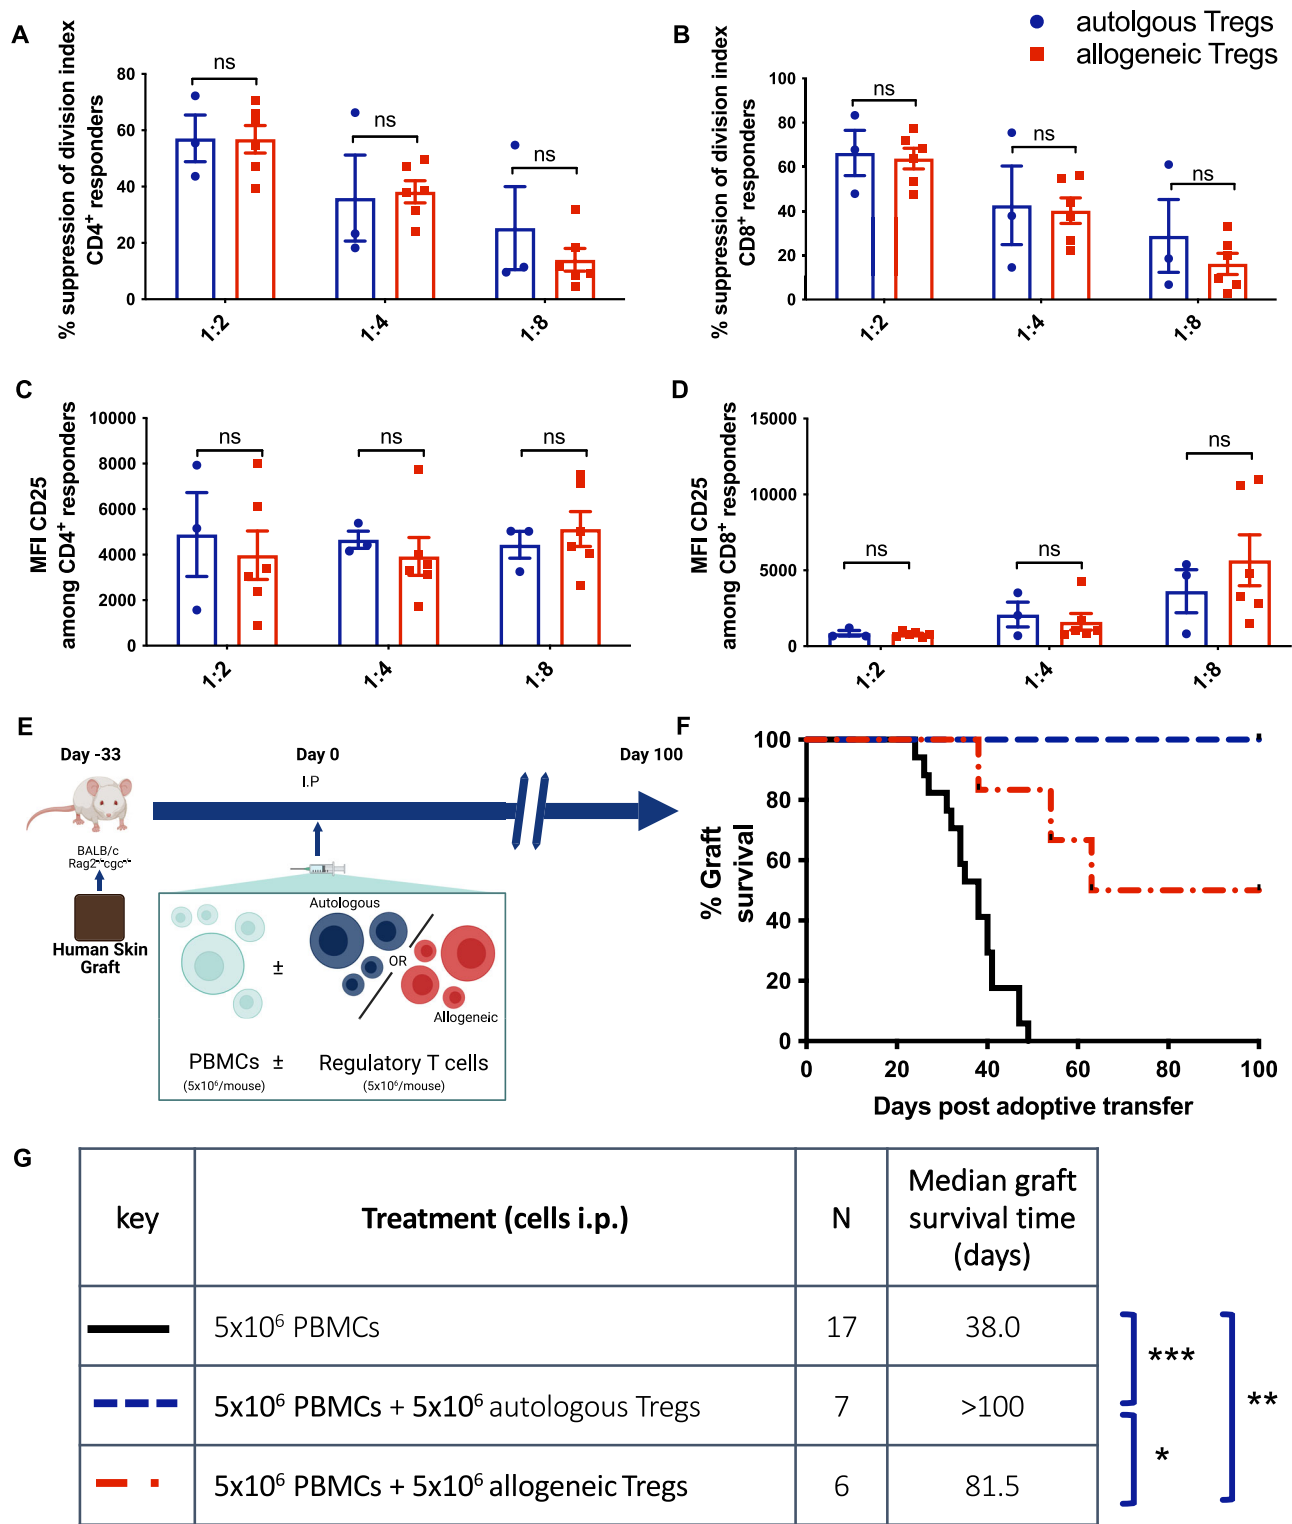 autolgous Tregs
allogeneic Tregs
A
% suppression of division index
CD4⁺ responders
80
60
40
20
0
ns
ns
ns
1:2
1:4
1:8
B
% suppression of division index
CD8⁺ responders
100
80
60
40
20
0
ns
ns
ns
1:2
1:4
1:8
C
MFI CD25
among CD4⁺ responders
10000
8000
6000
4000
2000
0
ns
ns
ns
1:2
1:4
1:8
D
MFI CD25
among CD8⁺ responders
15000
10000
5000
0
ns
ns
ns
1:2
1:4
1:8
E
Day -33
Day 0
Day 100
I.P
BALB/c
Human Skin
Graft
Autologous
OR
Allogeneic
±
PBMCs ± Regulatory T cells
(5x10⁶/mouse) (5x10⁶/mouse)
F
% Graft
survival
100
80
60
40
20
0
0 20 40 60 80 100
Days post adoptive transfer
G
key Treatment (cells i.p.) N Median graft
survival time
(days)
5x10⁶ PBMCs 17 38.0
5x10⁶ PBMCs + 5x10⁶ autologous Tregs 7 >100
5x10⁶ PBMCs + 5x10⁶ allogeneic Tregs 6 81.5
***
**
*